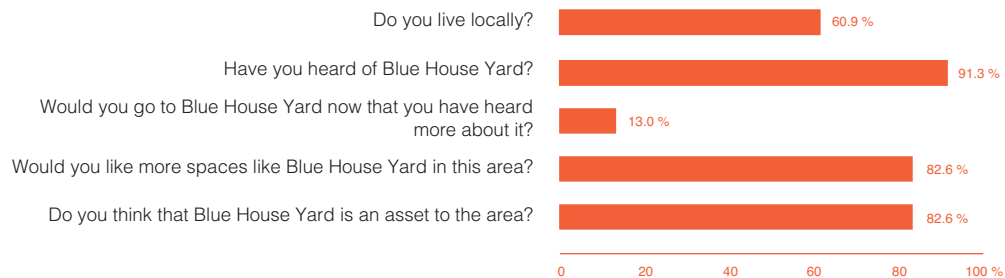 Do you live locally?
60.9 %
Have you heard of Blue House Yard?
91.3 %
Would you go to Blue House Yard now that you have heard
more about it?
13.0 %
Would you like more spaces like Blue House Yard in this area?
82.6 %
Do you think that Blue House Yard is an asset to the area?
82.6 %
0 20 40 60 80 100 %